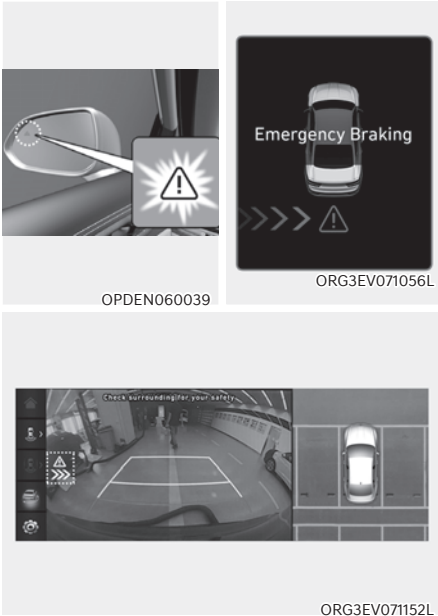 OPDEN060039
Emergency Braking
ORG3EV071056L
Check surrounding for your safety
ORG3EV071152L